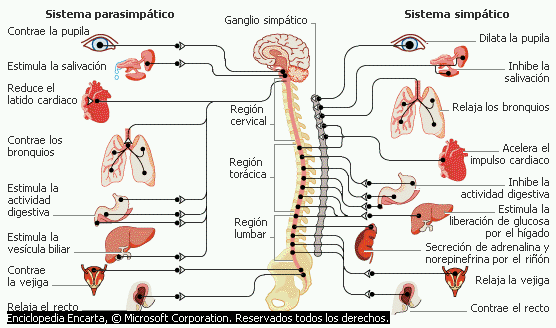 Sistema parasimpático
Contrae la pupila
Estimula la salivación
Reduce el
latido cardiaco
Contrae los
bronquios
Estimula la
actividad
digestiva
Estimula la
vesícula biliar
Contrae
la vejiga
Relaja el recto
Ganglio simpático
Región
cervical
Región
torácica
Región
lumbar
Sistema simpático
Dilata la pupila
Inhibe la
salivación
Relaja los bronquios
Acelera el
impulso cardiaco
Inhibe la
actividad digestiva
Estimula la
liberación de glucosa
por el hígado
Secreción de adrenalina y
norepinefrina por el riñón
Relaja la vejiga
Contrae el recto
Enciclopedia Encarta, © Microsoft Corporation. Reservados todos los derechos.